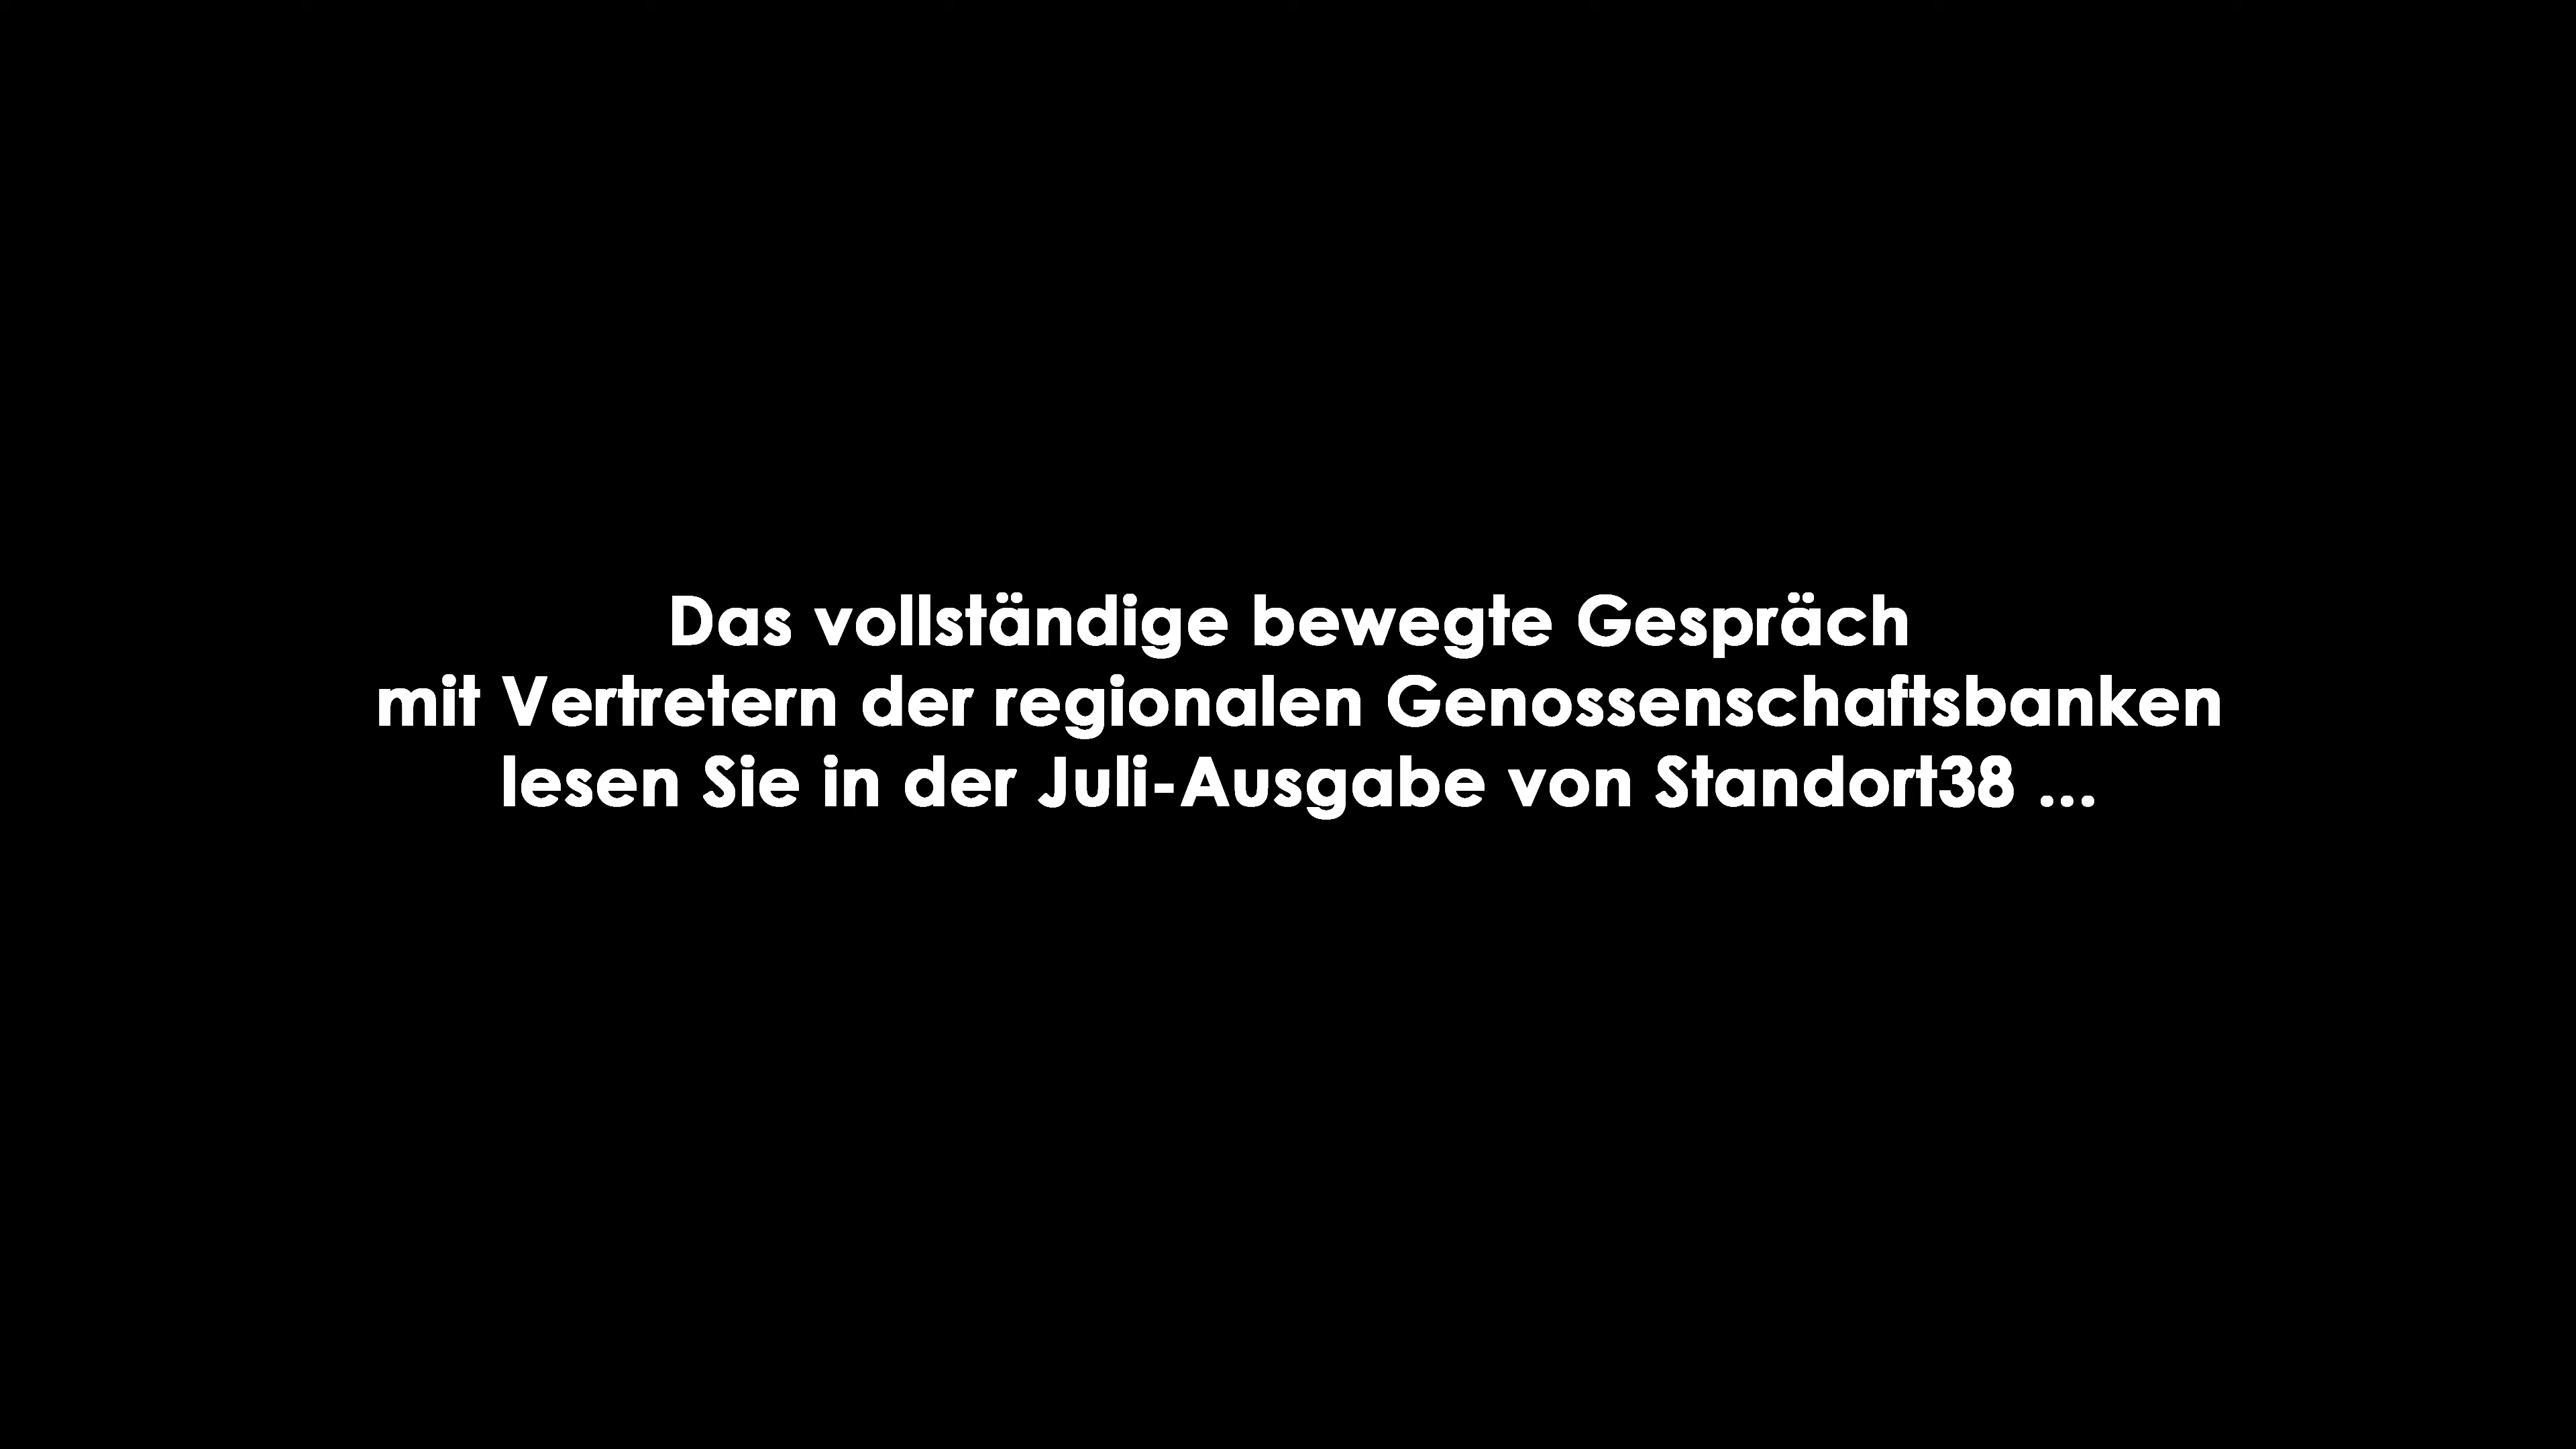 Das vollständige bewegte Gespräch
mit Vertretern der regionalen Genossenschaftsbanken
lesen Sie in der Juli-Ausgabe von Standort38 ...